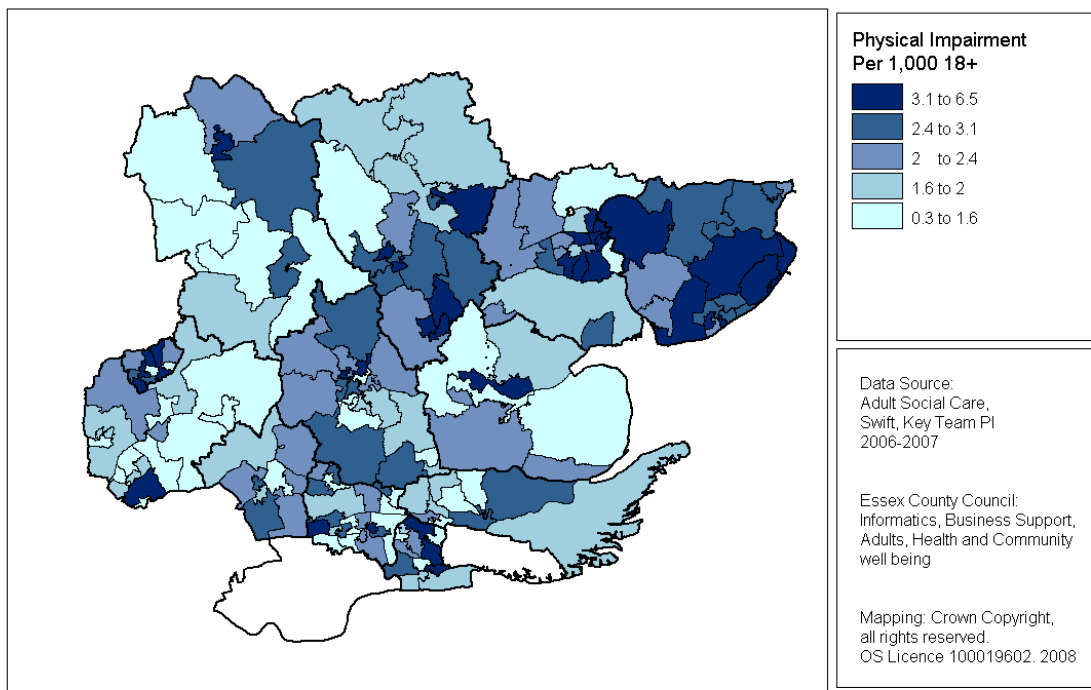 Physical Impairment
Per 1,000 18+
3.1 to 6.5
2.4 to 3.1
2 to 2.4
1.6 to 2
0.3 to 1.6
Data Source:
Adult Social Care,
Swift, Key Team PI
2006-2007
Essex County Council:
Informatics, Business Support,
Adults, Health and Community
well being
Mapping: Crown Copyright,
all rights reserved.
OS Licence 100019602. 2008